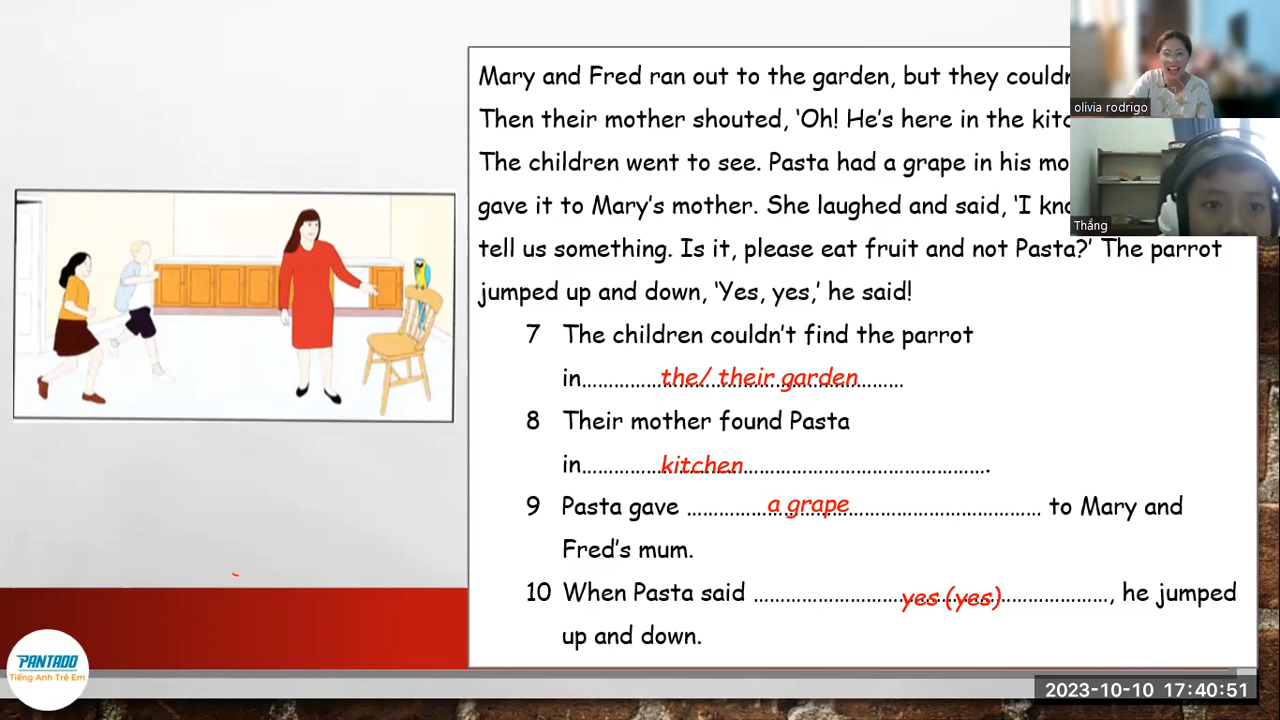 Mary and Fred ran out to the garden, but they
Then their mother shouted, ‘Oh! He’s here in the
The children went to see. Pasta had a grape in his
gave it to Mary’s mother. She laughed and said, ‘I
tell us something. Is it, please eat fruit and not Pasta?’ The parrot
jumped up and down, ‘Yes, yes,’ he said!
7 The children couldn’t find the parrot
in……………the/ their garden……………
8 Their mother found Pasta
in……………kitchen……………………………………….
9 Pasta gave ……………a grape…………………………… to Mary and
Fred’s mum.
10 When Pasta said ……………………yes (yes)………………, he jumped
up and down.
olivia rodrigo
Thắng
PANTADO
Tiếng Anh Trẻ Em
2023-10-10 17:40:51